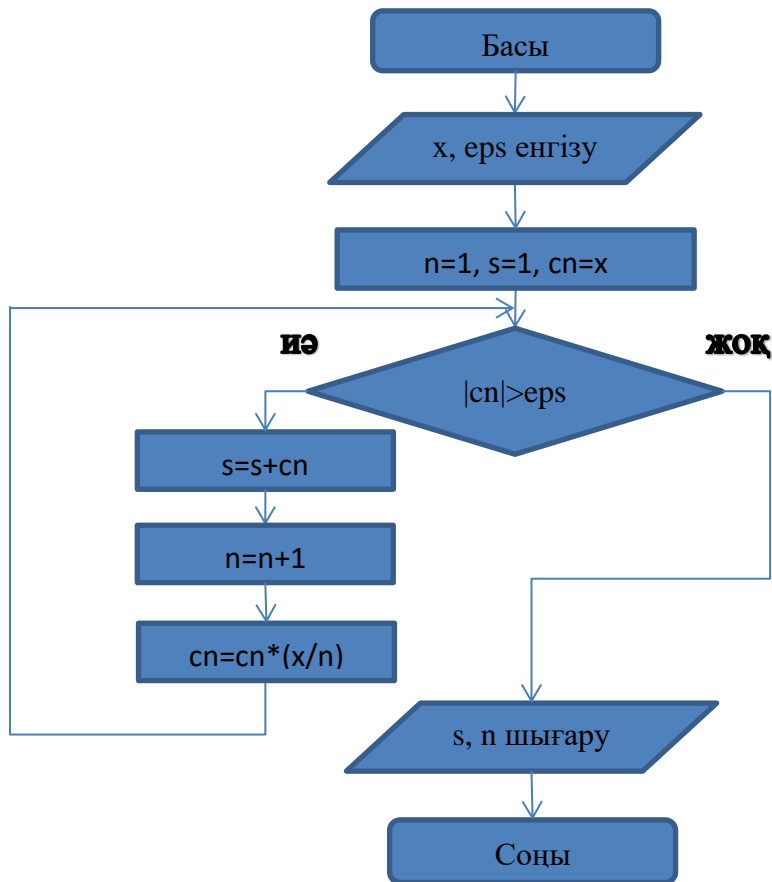 Басы
x, eps енгізу
n=1, s=1, cn=x
иә
жоқ
|cn|>eps
s=s+cn
n=n+1
cn=cn*(x/n)
s, n шығару
Соңы